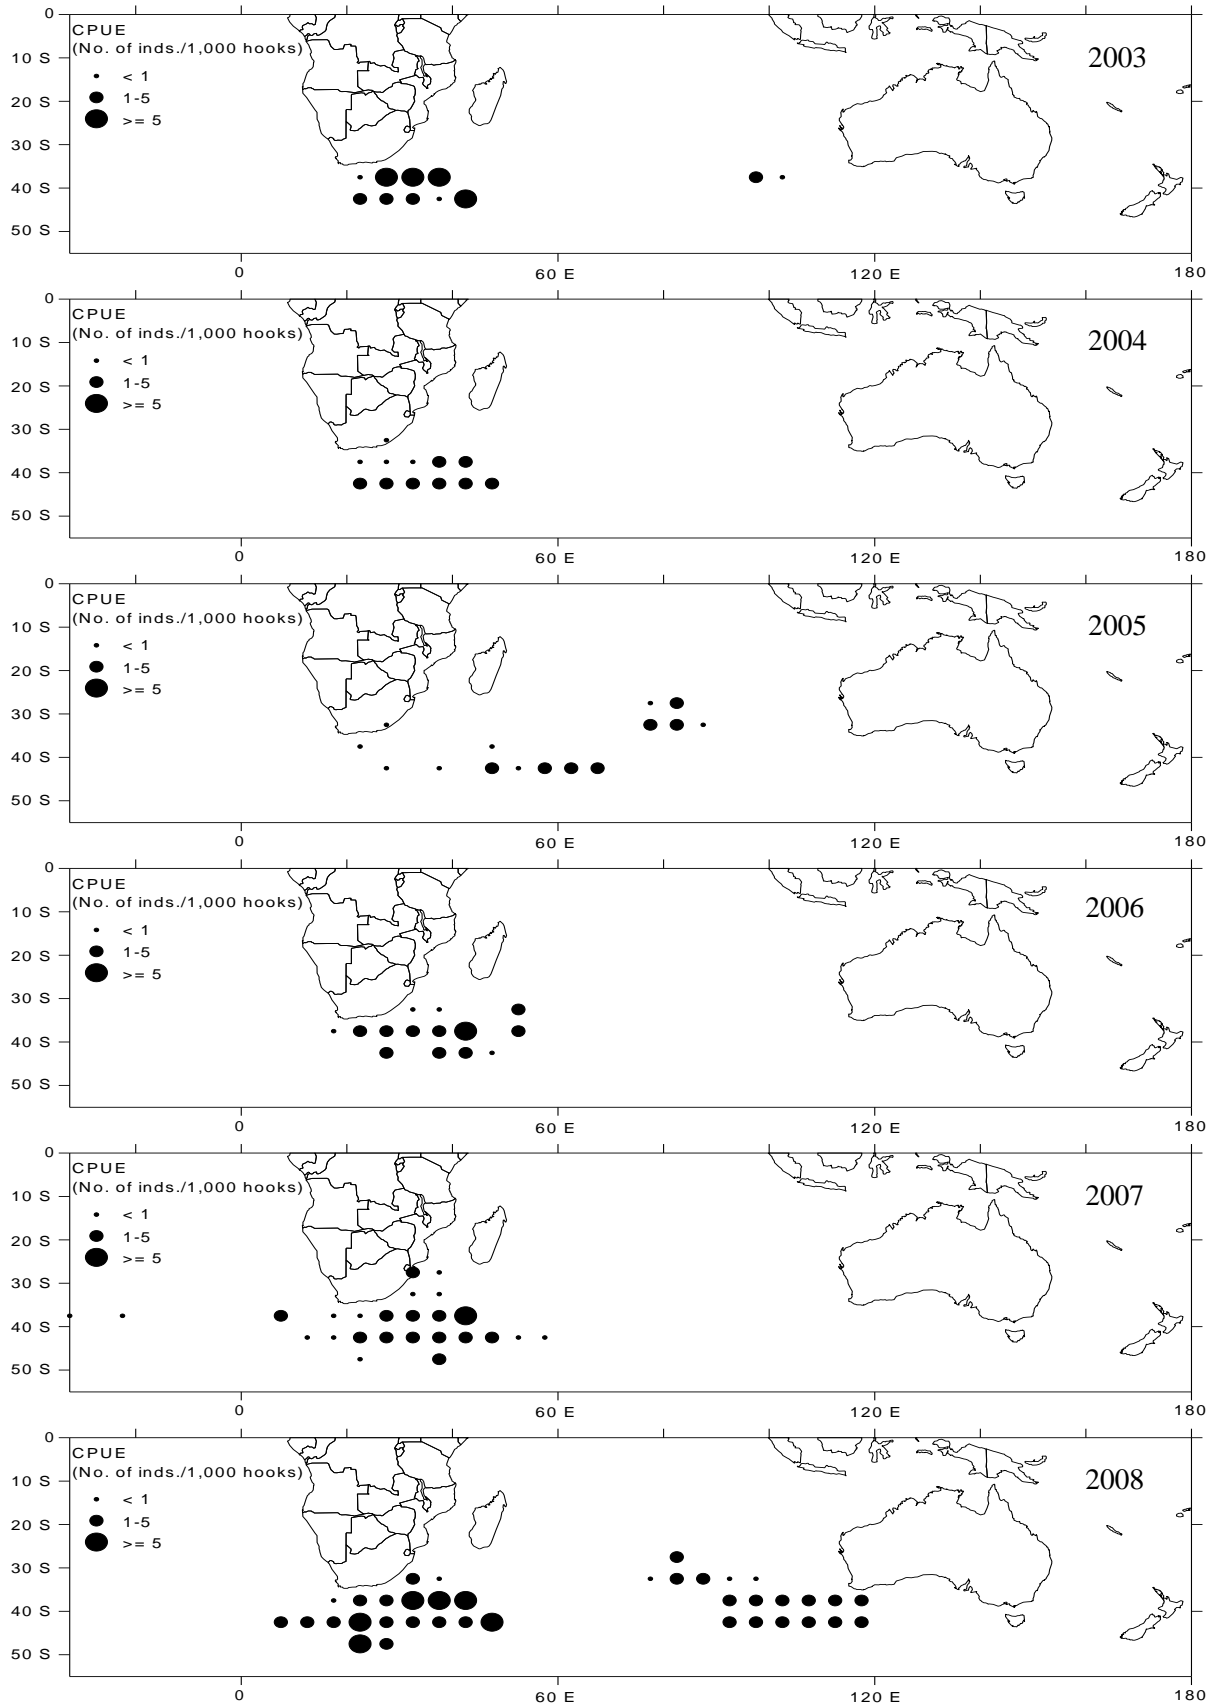 0
CPUE
(No. of inds./1,000 hooks)
2003
10 S
< 1
1-5
20 S
>= 5
30 S
40 S
50 S
0 60 E 120 E 180
0
CPUE
(No. of inds./1,000 hooks)
2004
10 S
< 1
1-5
20 S
>= 5
30 S
40 S
50 S
0 60 E 120 E 180
0
CPUE
(No. of inds./1,000 hooks)
2005
10 S
< 1
1-5
20 S
>= 5
30 S
40 S
50 S
0 60 E 120 E 180
0
CPUE
(No. of inds./1,000 hooks)
2006
10 S
< 1
1-5
20 S
>= 5
30 S
40 S
50 S
0 60 E 120 E 180
0
CPUE
(No. of inds./1,000 hooks)
2007
10 S
< 1
1-5
20 S
>= 5
30 S
40 S
50 S
0 60 E 120 E 180
0
CPUE
(No. of inds./1,000 hooks)
2008
10 S
< 1
1-5
20 S
>= 5
30 S
40 S
50 S
0 60 E 120 E 180